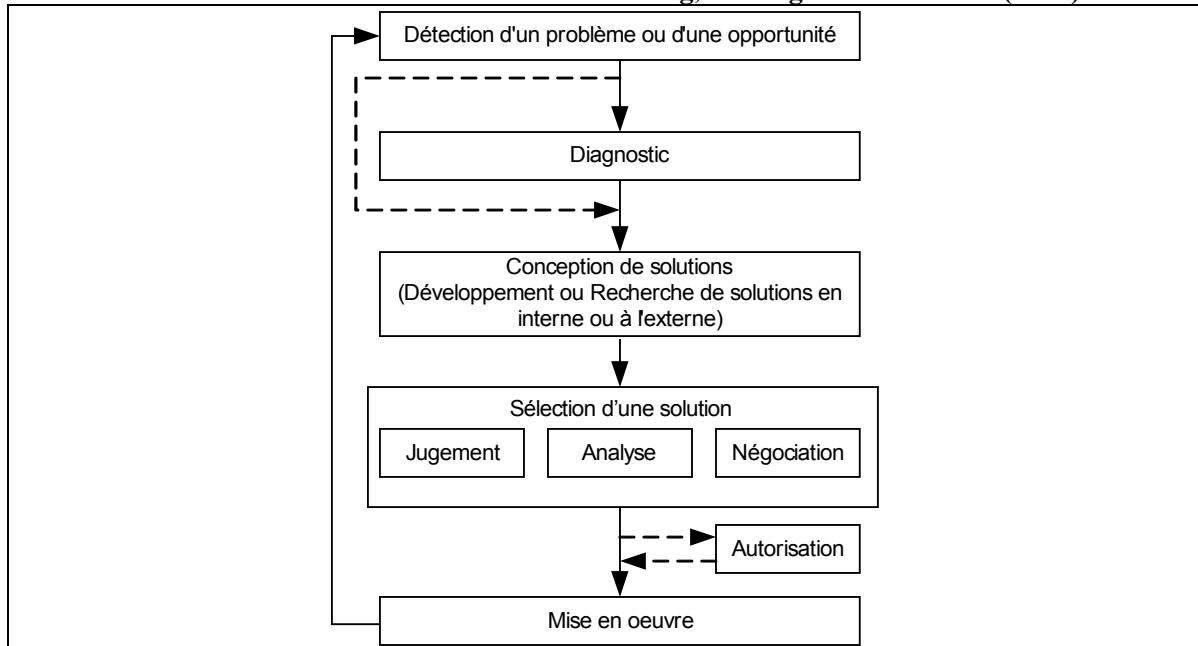 Détection d'un problème ou d'une opportunité
Diagnostic
Conception de solutions
(Développement ou Recherche de solutions en
interne ou à l'externe)
Sélection d'une solution
Jugement
Analyse
Négociation
Autorisation
Mise en oeuvre